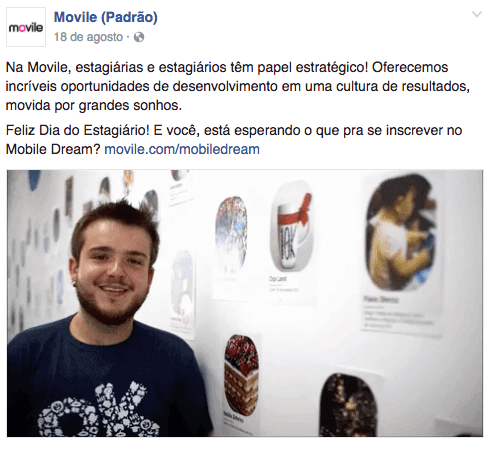 movile
Movile (Padrão)
18 de agosto ·
Na Movile, estagiárias e estagiários têm papel estratégico! Oferecemos
incríveis oportunidades de desenvolvimento em uma cultura de resultados,
movida por grandes sonhos.
Feliz Dia do Estagiário! E você, está esperando o que pra se inscrever no
Mobile Dream? movile.com/mobiledream
10K